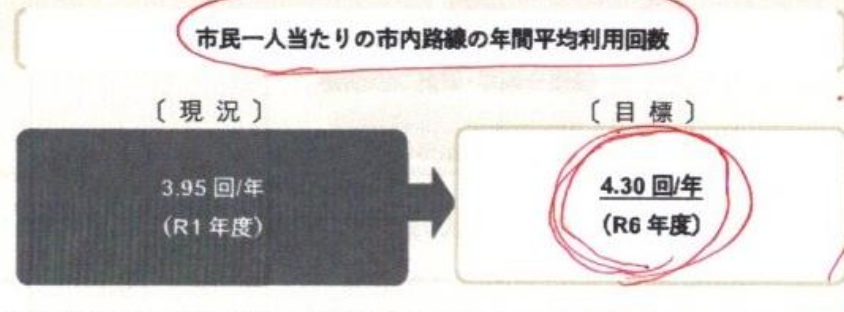 市民一人当たりの市内路線の年間平均利用回数
〔 現 況 〕
〔 目 標 〕
3.95 回/年
(R1 年度)
4.30 回/年
(R6 年度)